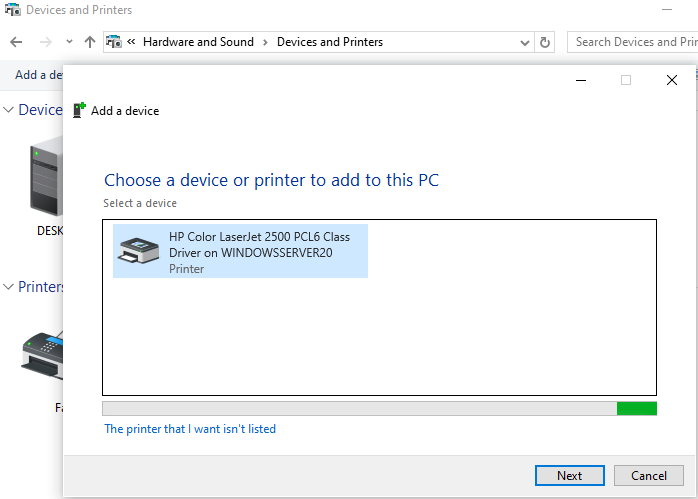 Devices and Printers
« Hardware and Sound > Devices and Printers
Search Devices and Prin
Add a de
Device
DESK
Printers
Fa
Add a device
Choose a device or printer to add to this PC
Select a device
HP Color LaserJet 2500 PCL6 Class
Driver on WINDOWSSERVER20
Printer
The printer that I want isn't listed
Next
Cancel